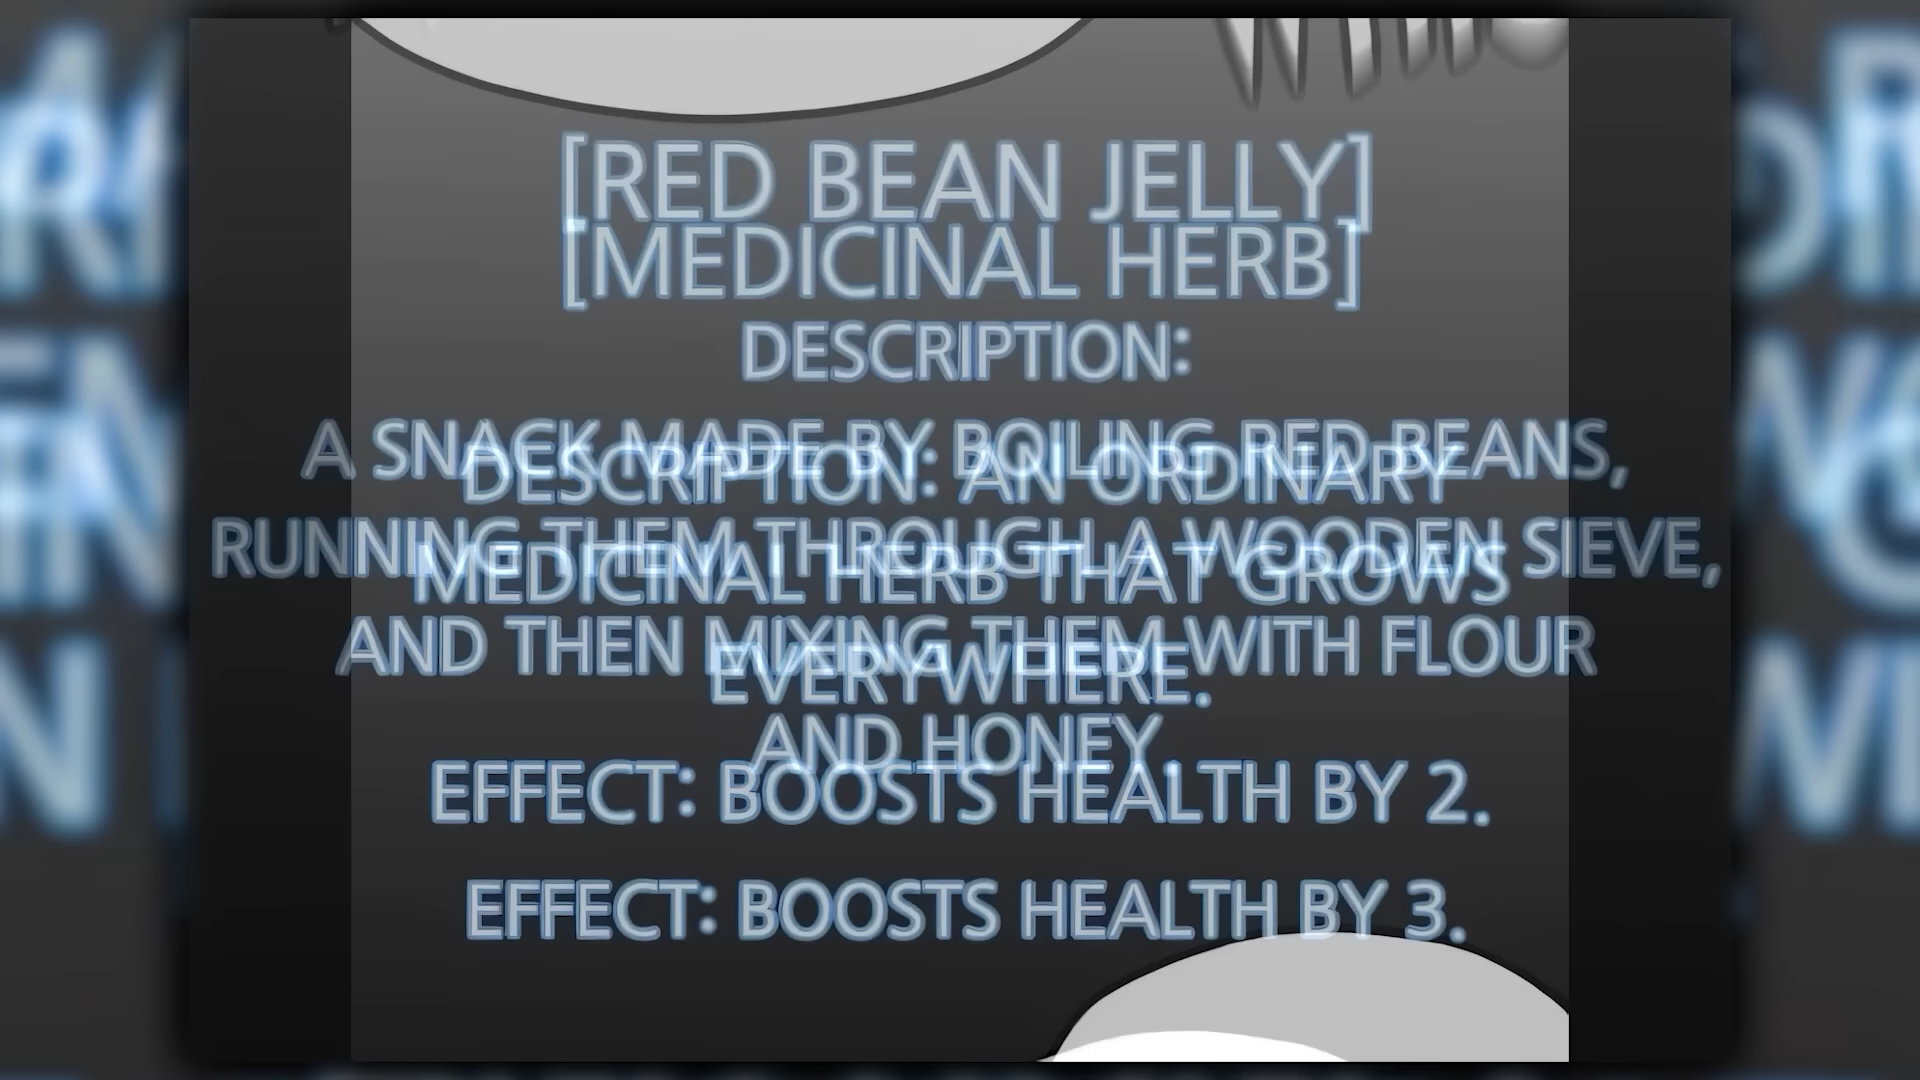 [RED BEAN JELLY]
[MEDICINAL HERB]
DESCRIPTION:
A SNACK MADE BY BOILING RED BEANS,
DESCRIPTION: AN ORDINARY
RUNNING THEM THROUGH A WOODEN SIEVE,
MEDICINAL HERB THAT GROWS
AND THEN MIXING THEM WITH FLOUR
EVERYWHERE.
AND HONEY.
EFFECT: BOOSTS HEALTH BY 2.
EFFECT: BOOSTS HEALTH BY 3.